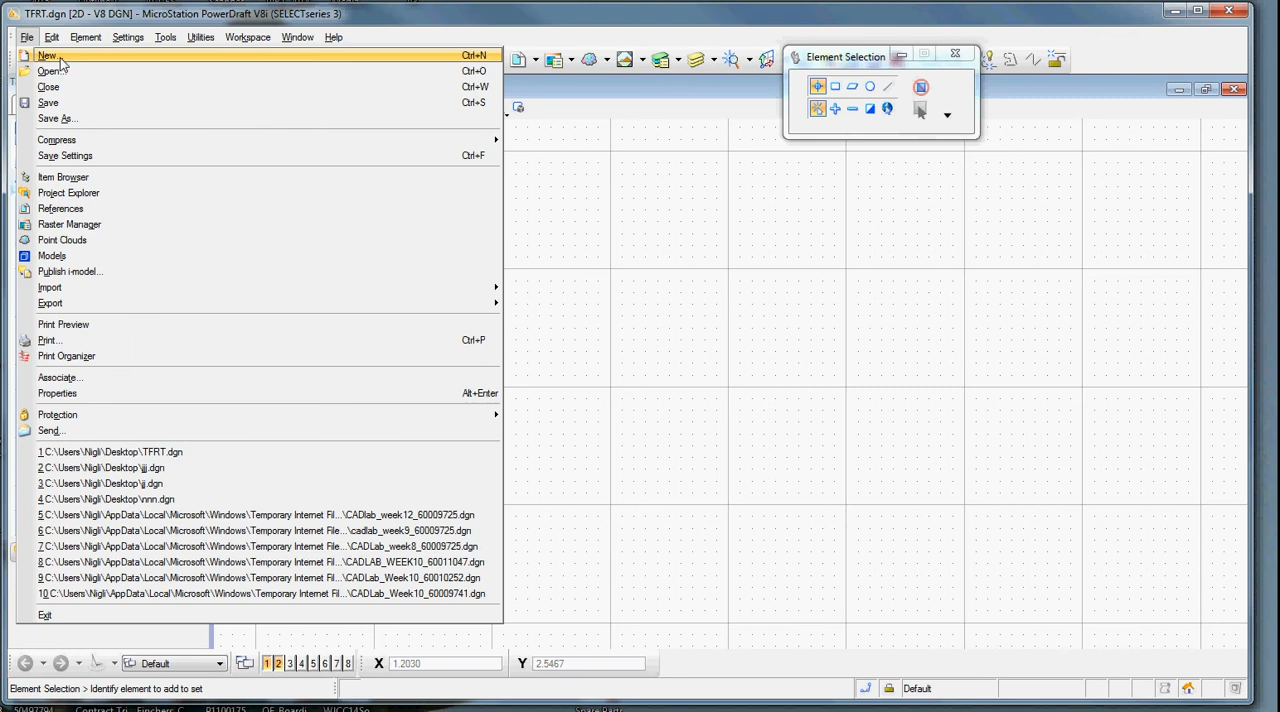 TFRT.dgn [2D - V8 DGN] - MicroStation PowerDraft V8i (SELECTseries 3)
File Edit Element Settings Tools Utilities Workspace Window Help
New... Ctrl+N
Open... Ctrl+O
Close Ctrl+W
Save Ctrl+S
Save As...
Compress
Save Settings Ctrl+F
Item Browser
Project Explorer
References
Raster Manager
Point Clouds
Models
Publish i-model...
Import
Export
Print Preview
Print... Ctrl+P
Print Organizer
Associate...
Properties Alt+Enter
Protection
Send...
1 C:\Users\Nigli\Desktop\TFRT.dgn
2 C:\Users\Nigli\Desktop\jjj.dgn
3 C:\Users\Nigli\Desktop\jj.dgn
4 C:\Users\Nigli\Desktop\nnn.dgn
5 C:\Users\Nigli\AppData\Local\Microsoft\Windows\Temporary Internet Fil...\CADlab_week12_60009725.dgn
6 C:\Users\Nigli\AppData\Local\Microsoft\Windows\Temporary Internet File...\cadlab_week9_60009725.dgn
7 C:\Users\Nigli\AppData\Local\Microsoft\Windows\Temporary Internet Fil...\CADLab_week8_60009725.dgn
8 C:\Users\Nigli\AppData\Local\Microsoft\Windows\Temporary Internet Fi...\CADLAB_WEEK10_60011047.dgn
9 C:\Users\Nigli\AppData\Local\Microsoft\Windows\Temporary Internet Fi...\CADLab_Week10_60010252.dgn
10 C:\Users\Nigli\AppData\Local\Microsoft\Windows\Temporary Internet F...\CADLab_Week10_60009741.dgn
Exit
Element Selection
Default 1 2 3 4 5 6 7 8 X 1.2030 Y 2.5467
Element Selection > Identify element to add to set Default